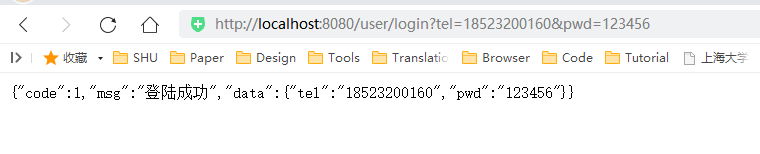 http://localhost:8080/user/login?tel=18523200160&pwd=123456
收藏 SHU Paper Design Tools Translatic Browser Code Tutorial 上海大学
{"code":1,"msg":"登陆成功","data":{"tel":"18523200160","pwd":"123456"}}